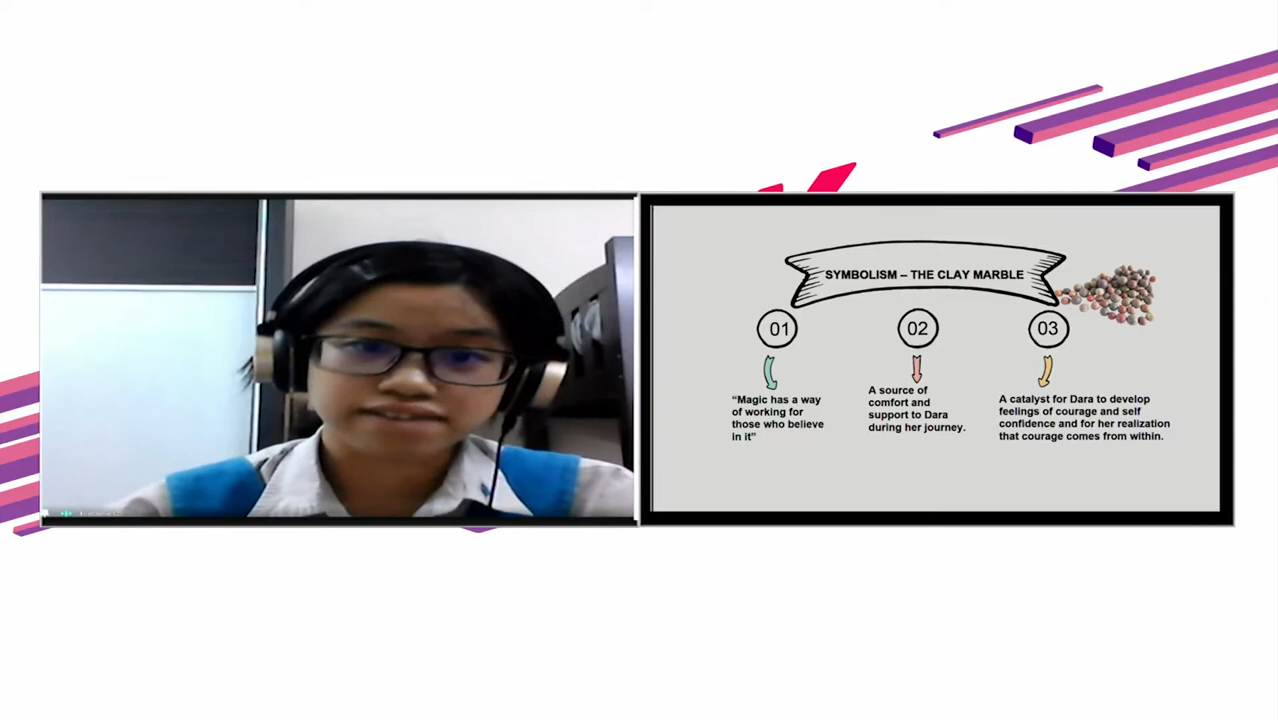 SYMBOLISM – THE CLAY MARBLE
01
02
03
“Magic has a way
of working for
those who believe
in it”
A source of
comfort and
support to Dara
during her journey.
A catalyst for Dara to develop
feelings of courage and self
confidence and for her realization
that courage comes from within.